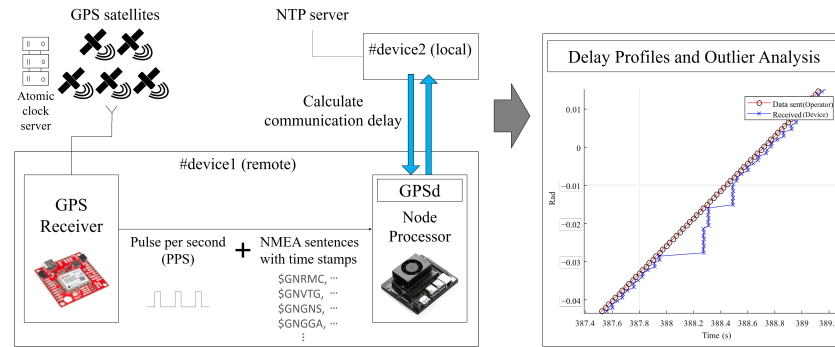 GPS satellites
NTP server
#device2 (local)
Atomic
clock
server
Calculate
communication delay
#device1 (remote)
GPS
Receiver
Pulse per second
(PPS)
+
NMEA sentences
with time stamps
$GNRMC, ···
$GNVTG, ···
$GNGNS, ···
$GNGGA, ···
⋮
GPSd
Node
Processor
Delay Profiles and Outlier Analysis
Data sent(Operator)
Received (Device)
Rad
0.01
0
−0.01
−0.02
−0.03
−0.04
387.4 387.6 387.8 388 388.2 388.4 388.6 388.8 389 389.
Time (s)